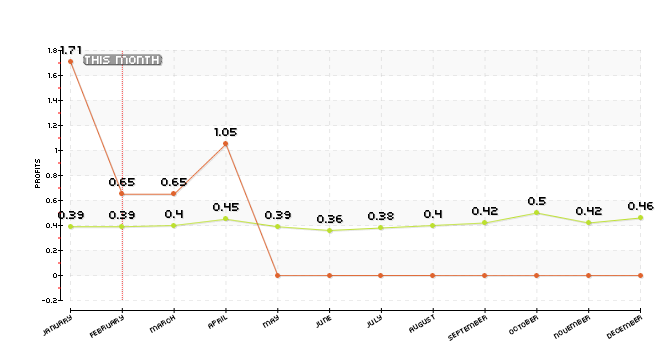 1.8
1.71
THIS MONTH
1.6
1.4
1.2
1.05
1
0.8
0.65
0.65
0.6
0.39
0.39
0.4
0.45
0.39
0.36
0.38
0.4
0.42
0.5
0.42
0.46
0.4
0.2
0
-0.2
PROFITS
JANUARY
FEBRUARY
MARCH
APRIL
MAY
JUNE
JULY
AUGUST
SEPTEMBER
OCTOBER
NOVEMBER
DECEMBER